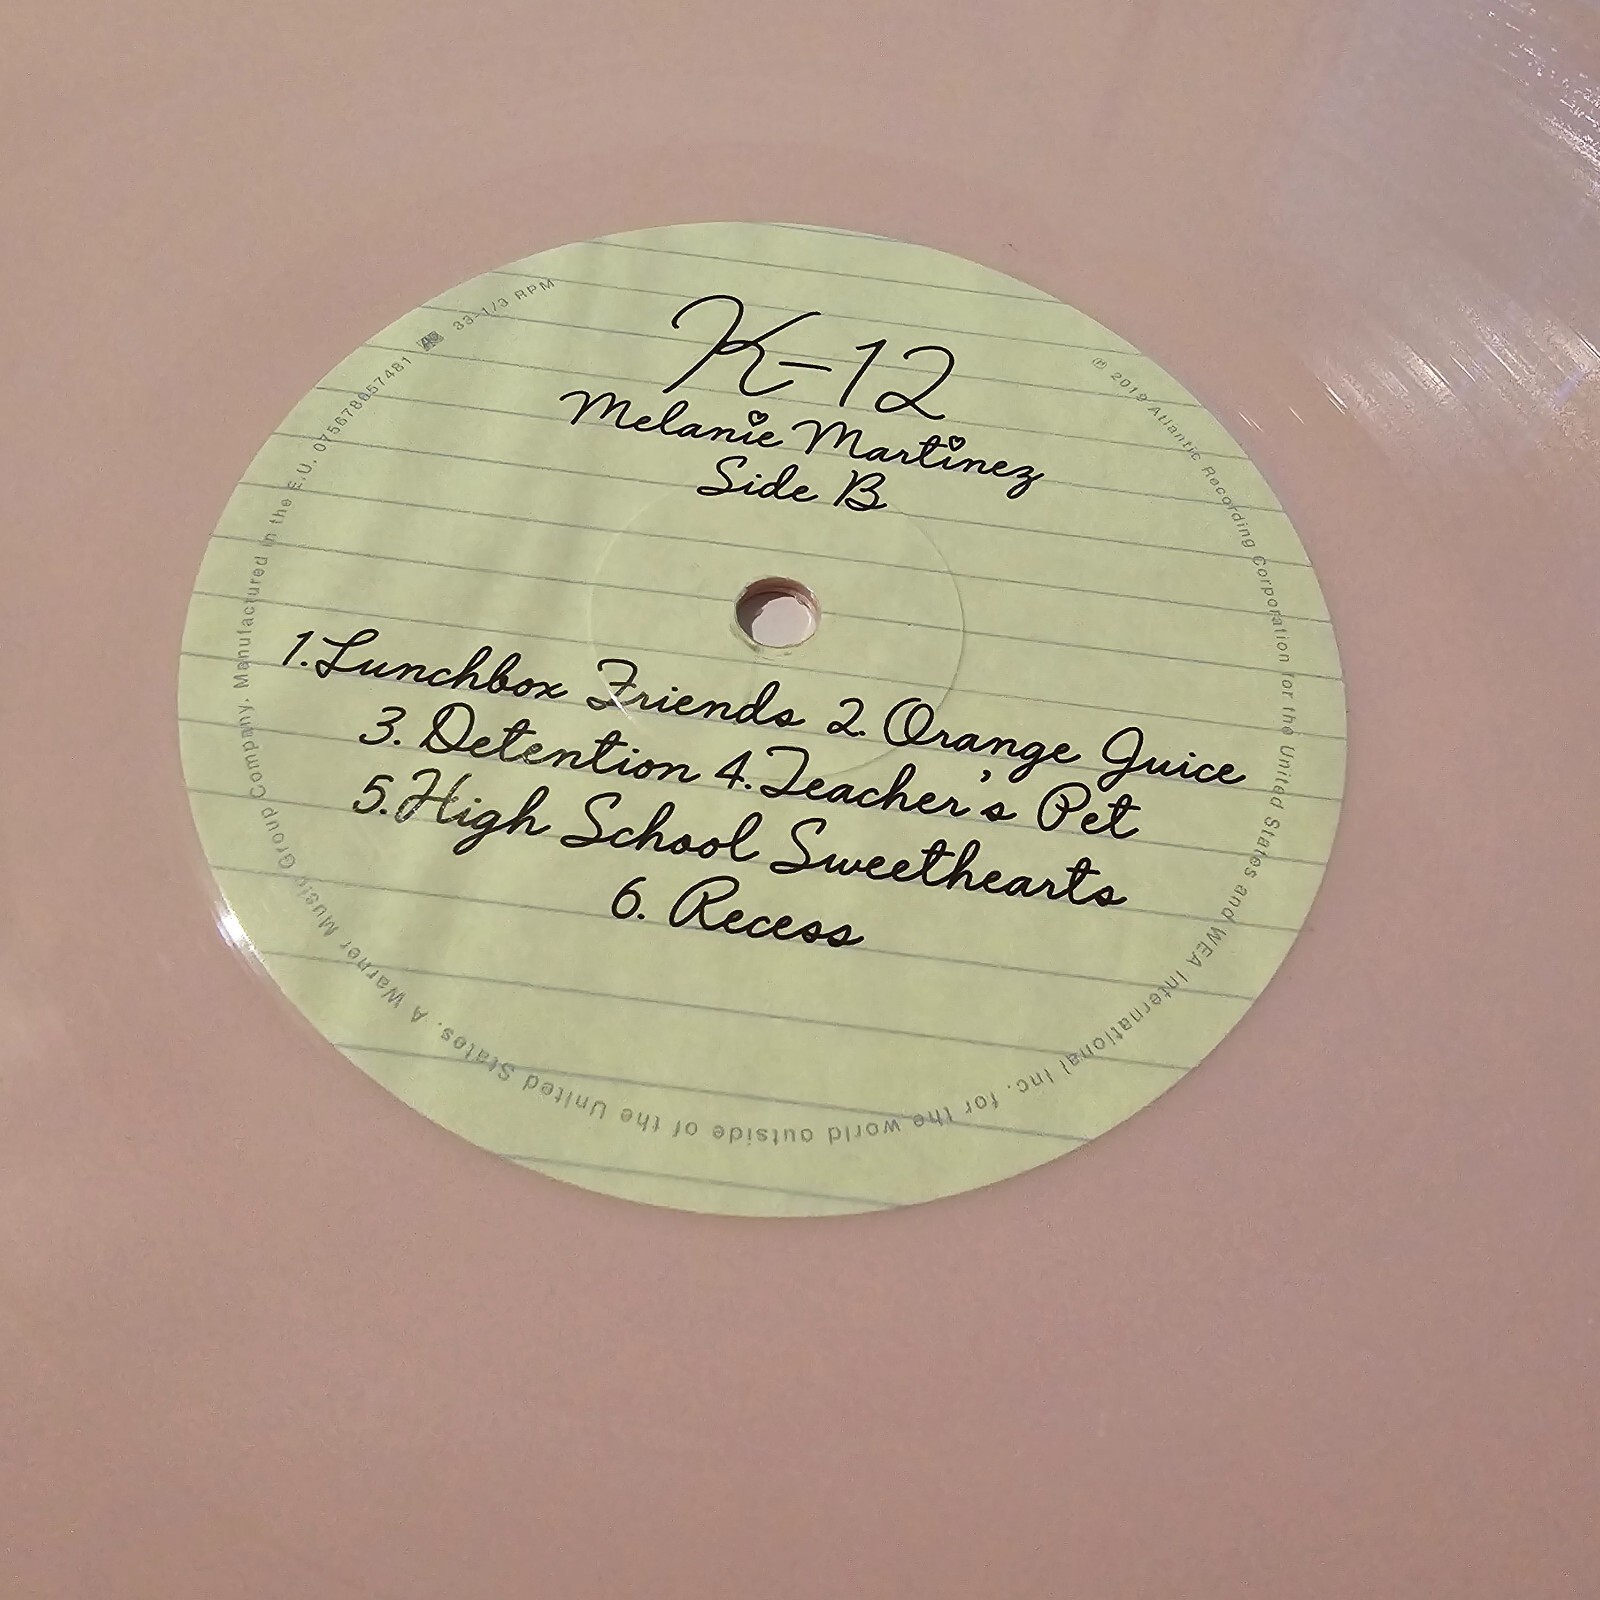 K-12
Melanie Martinez
Side B
1. Lunchbox Friends 2. Orange Juice
3. Detention 4. Teacher's Pet
5. High School Sweethearts
6. Recess
℗ 2019 Atlantic Recording Corporation for the United States and WEA International Inc. for the world outside of the United States. A Warner Music Group Company. Manufactured in the E.U. 075678657481
33-1/3 RPM